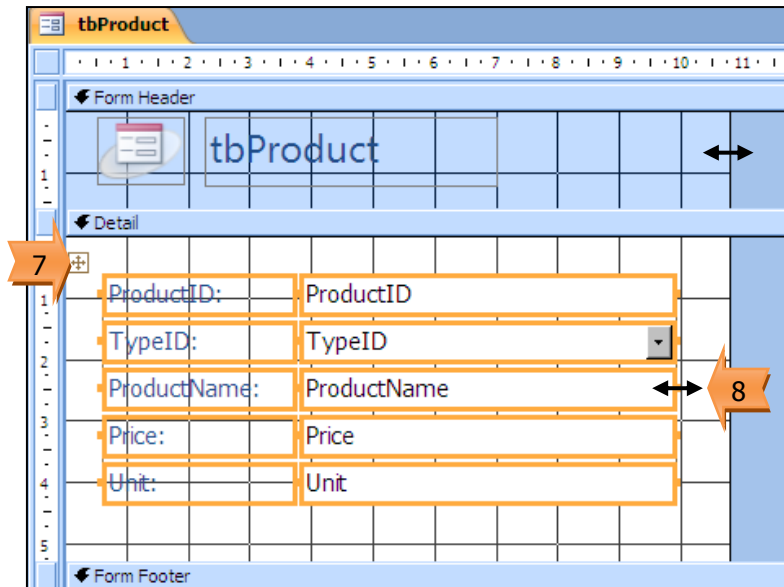 tbProduct
1 2 3 4 5 6 7 8 9 10 11
Form Header
tbProduct
1
Detail
7
1
ProductID: ProductID
2
TypeID: TypeID
ProductName: ProductName
8
3
Price: Price
4
Unit: Unit
5
Form Footer